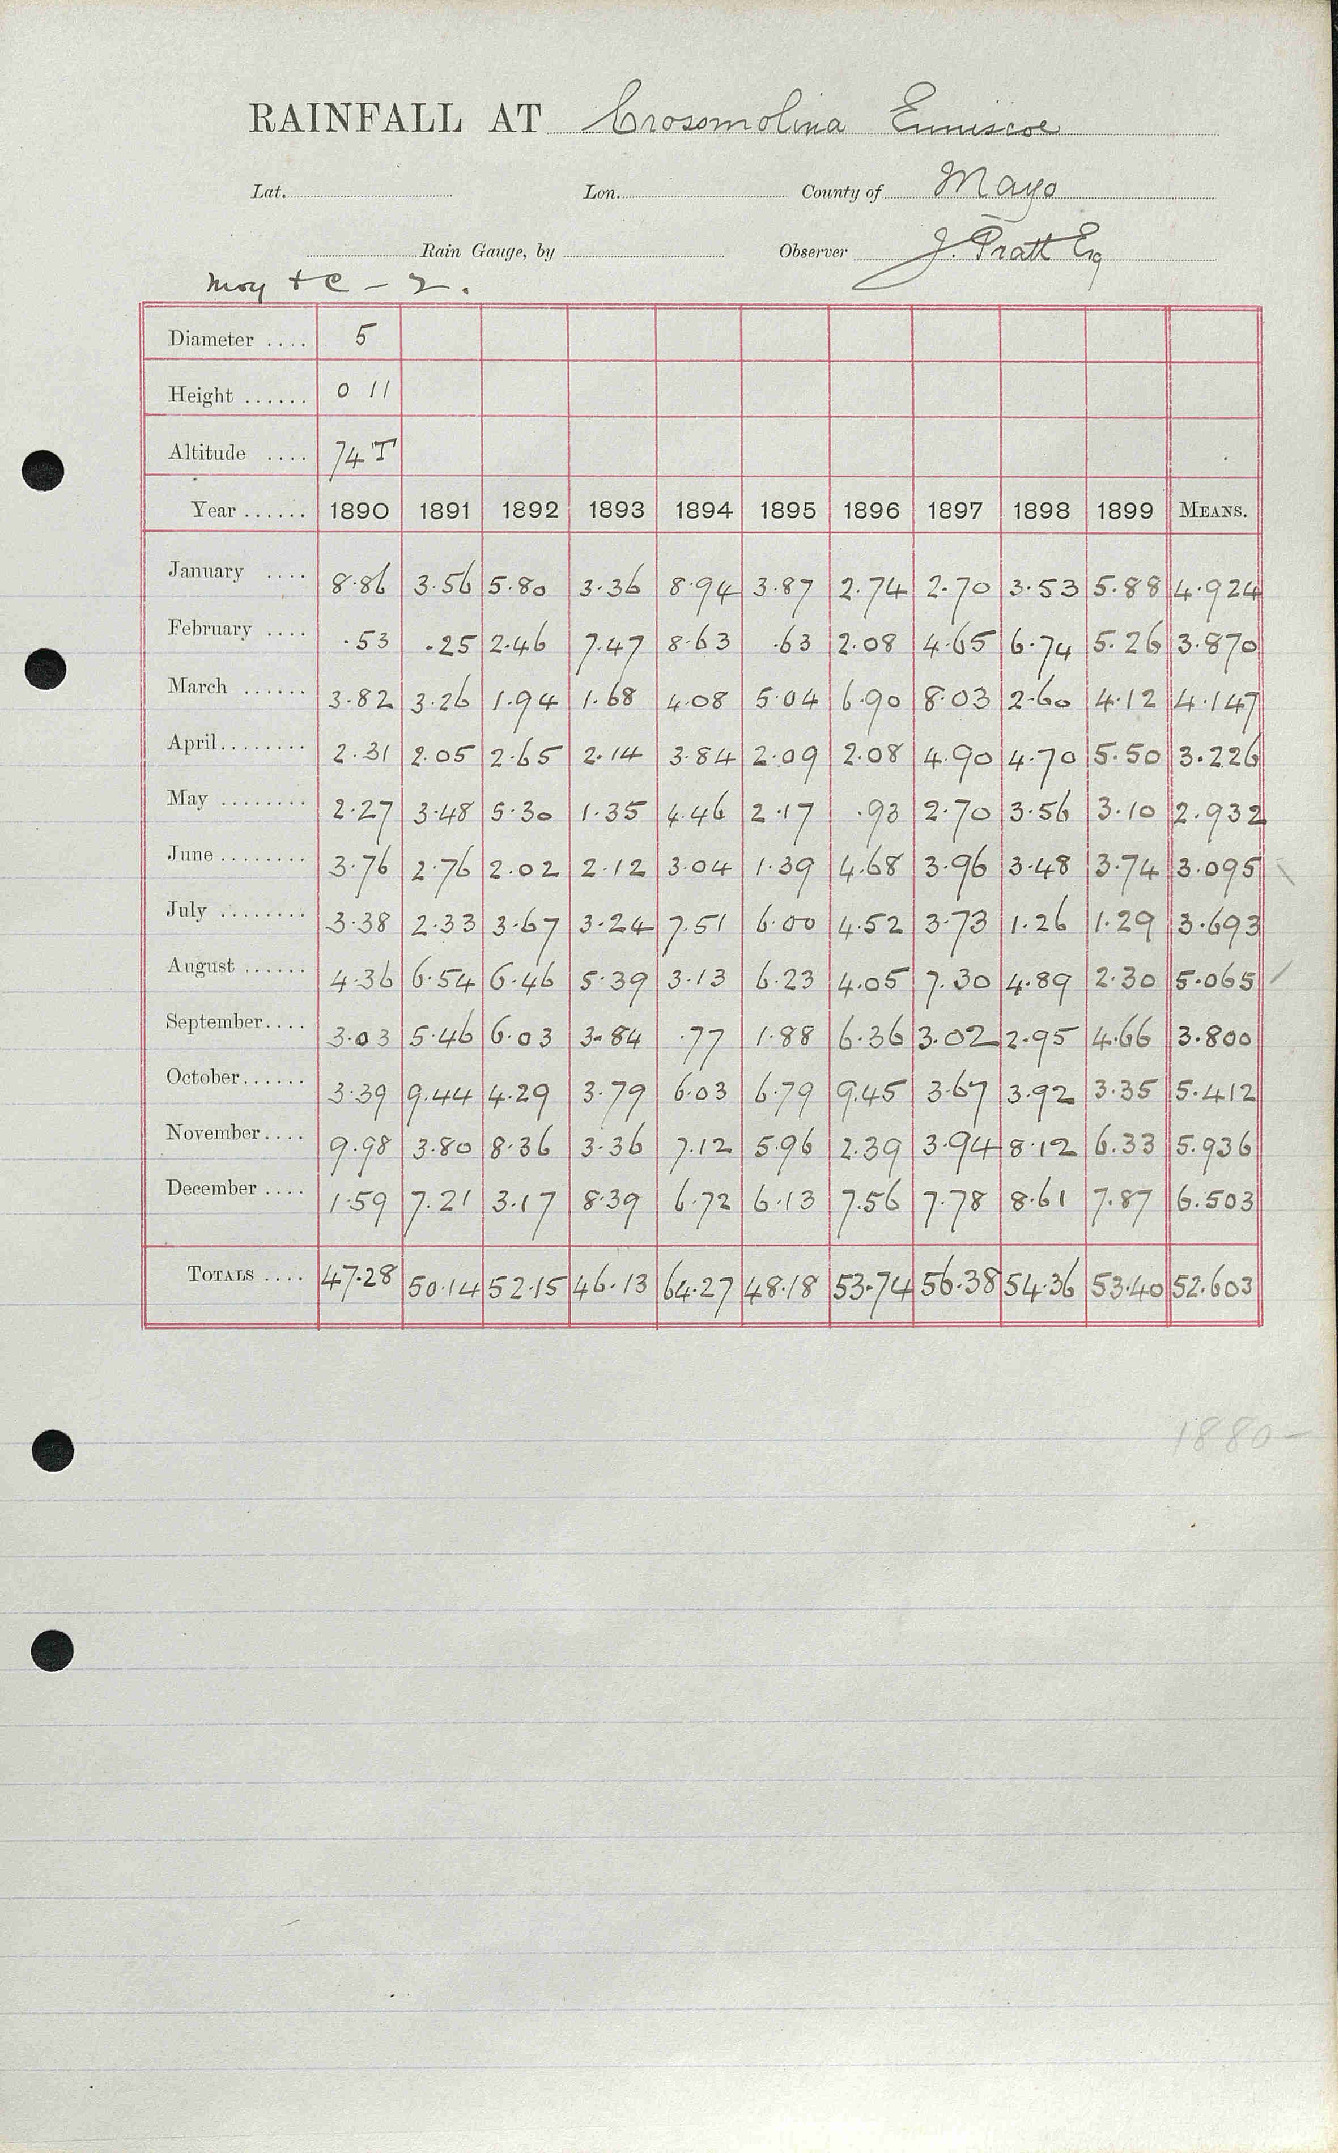 RAINFALL AT Crossmolina Enniscoe
Lat. Lon. County of Mayo
Rain Gauge, by Observer J. Pratt Esq
Moy + C - 2.
Diameter .... 5
Height ...... 0 11
Altitude .... 74 T
Year ...... 1890 1891 1892 1893 1894 1895 1896 1897 1898 1899 MEANS.
January .... 8.86 3.56 5.80 3.36 8.94 3.87 2.74 2.70 3.53 5.88 4.924
February .... .53 .25 2.46 7.47 8.63 .63 2.08 4.65 6.74 5.26 3.870
March ...... 3.82 3.26 1.94 1.68 4.08 5.04 6.90 8.03 2.60 4.12 4.147
April........ 2.31 2.05 2.65 2.14 3.84 2.09 2.08 4.90 4.70 5.50 3.226
May ........ 2.27 3.48 5.30 1.35 4.46 2.17 .93 2.70 3.56 3.10 2.932
June ........ 3.76 2.76 2.02 2.12 3.04 1.39 4.68 3.96 3.48 3.74 3.095
July ........ 3.38 2.33 3.67 3.24 7.51 6.00 4.52 3.73 1.26 1.29 3.693
August ...... 4.36 6.54 6.46 5.39 3.13 6.23 4.05 7.30 4.89 2.30 5.065
September.... 3.03 5.46 6.03 3.84 .77 1.88 6.36 3.02 2.95 4.66 3.800
October...... 3.39 9.44 4.29 3.79 6.03 6.79 9.45 3.67 3.92 3.35 5.412
November.... 9.98 3.80 8.36 3.36 7.12 5.96 2.39 3.94 8.12 6.33 5.936
December .... 1.59 7.21 3.17 8.39 6.72 6.13 7.56 7.78 8.61 7.87 6.503
TOTALS .... 47.28 50.14 52.15 46.13 64.27 48.18 53.74 56.38 54.36 53.40 52.603
1880-